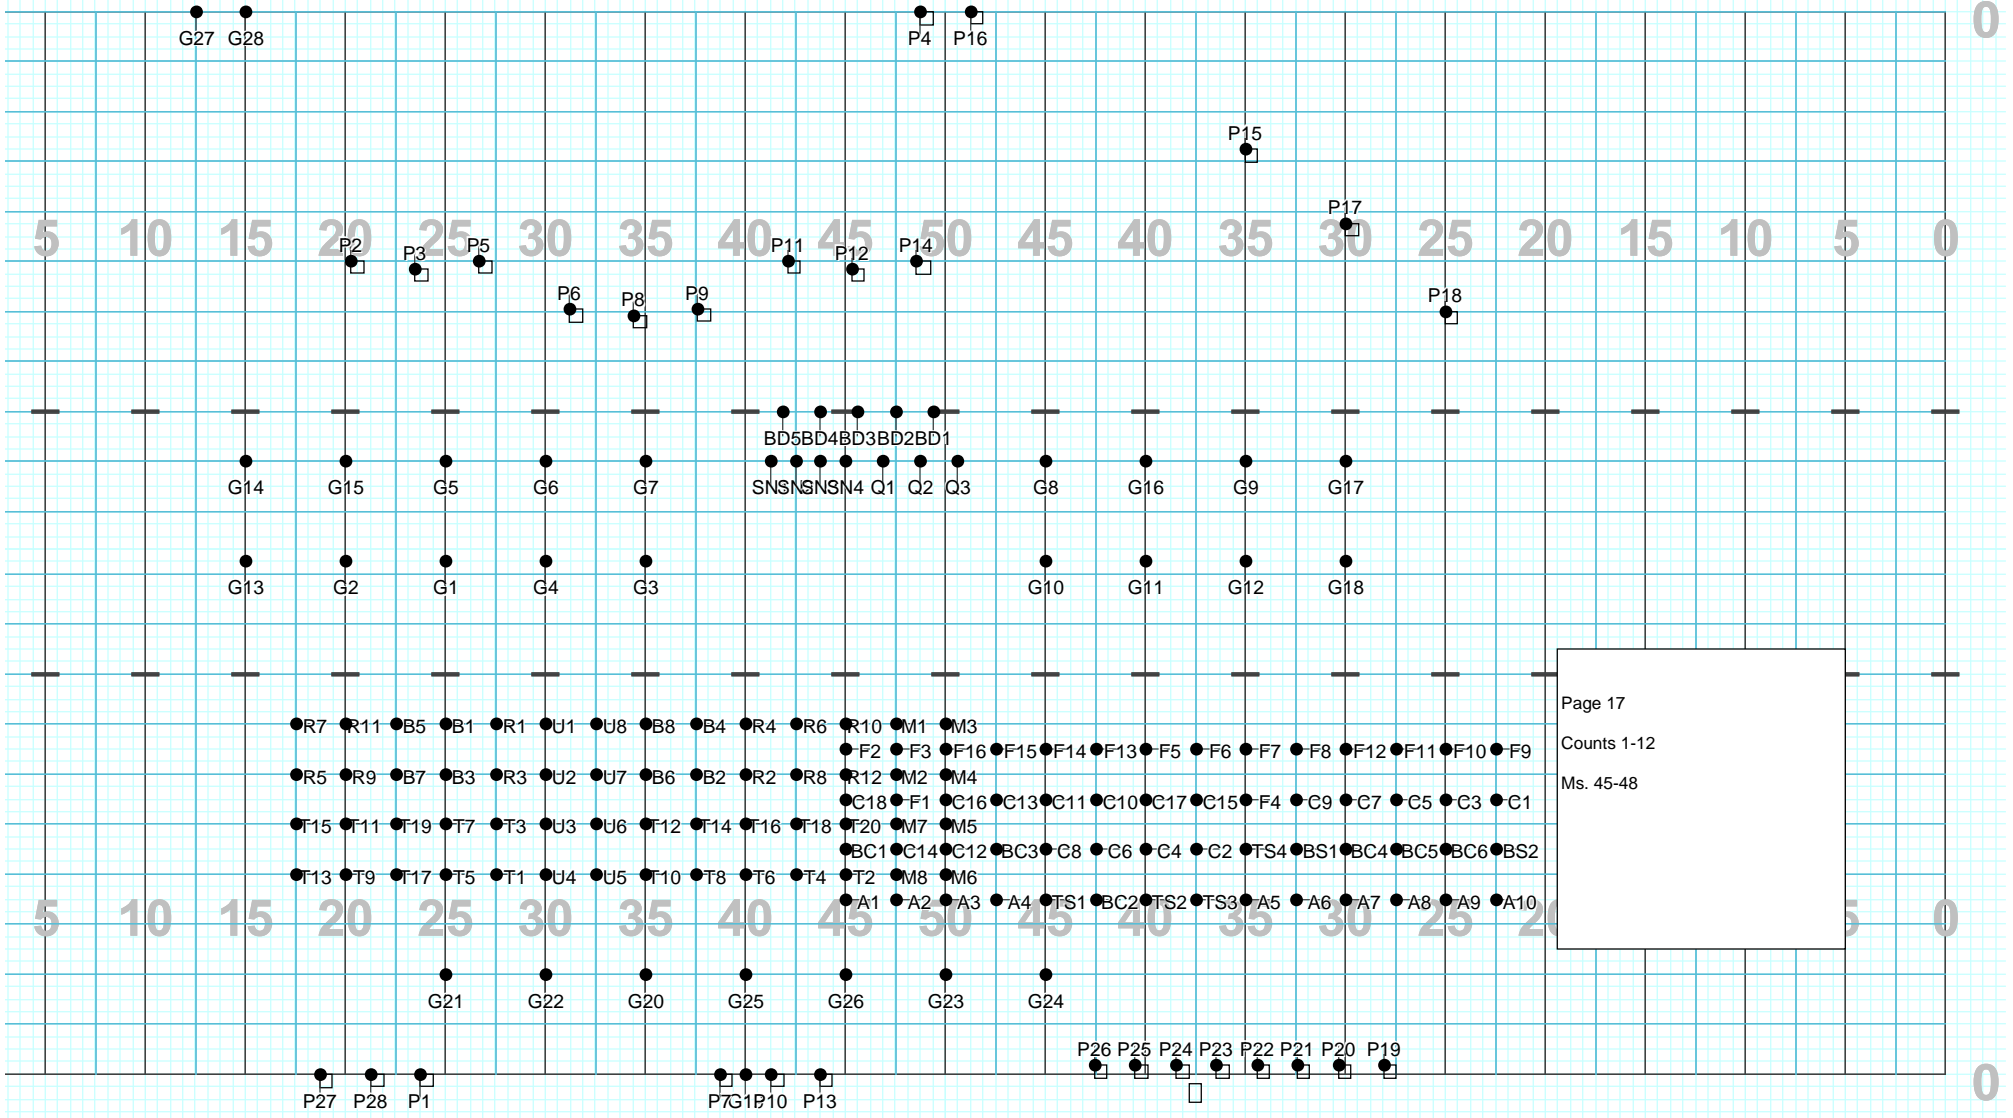 0
G27 G28 P4 P16
P15
P17
5 10 15 20 25 30 35 40 45 50 45 40 35 30 25 20 15 10 5 0
P2 P3 P5 P11 P12 P14
P6 P8 P9 P18
BD5 BD4 BD3 BD2 BD1
G14 G15 G5 G6 G7 SN4 Q1 Q2 Q3 G8 G16 G9 G17
G13 G2 G1 G4 G3 G10 G11 G12 G18
Page 17
Counts 1-12
Ms. 45-48
R7 R11 B5 B1 R1 U1 U8 B8 B4 R4 R6 R10 M1 M3
F2 F3 F16 F15 F14 F13 F5 F6 F7 F8 F12 F11 F10 F9
R5 R9 B7 B3 R3 U2 U7 B6 B2 R2 R8 R12 M2 M4
C18 F1 C16 C13 C11 C10 C17 C15 F4 C9 C7 C5 C3 C1
T15 T11 T19 T7 T3 U3 U6 T12 T14 T16 T18 T20 M7 M5
BC1 C14 C12 BC3 C8 C6 C4 C2 TS4 BS1 BC4 BC5 BC6 BS2
T13 T9 T17 T5 T1 U4 U5 T10 T8 T6 T4 T2 M8 M6
A1 A2 A3 A4 TS1 BC2 TS2 TS3 A5 A6 A7 A8 A9 A10
5 10 15 20 25 30 35 40 45 50 45 40 35 30 25 5 0
G21 G22 G20 G25 G26 G23 G24
P26 P25 P24 P23 P22 P21 P20 P19
P27 P28 P1 P7 P10 P13
0